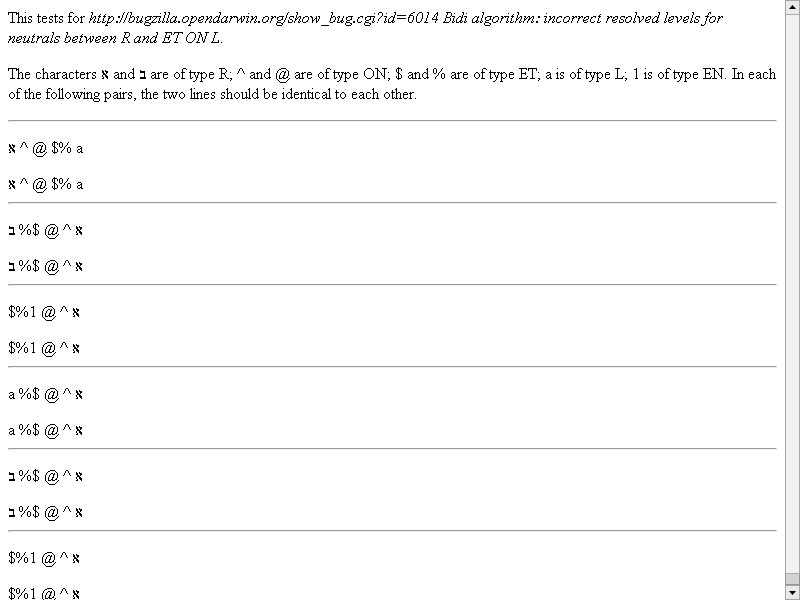 This tests for http://bugzilla.opendarwin.org/show_bug.cgi?id=6014 Bidi algorithm: incorrect resolved levels for
neutrals between R and ET ON L.
The characters א and ב are of type R; ^ and @ are of type ON; $ and % are of type ET; a is of type L; 1 is of type EN. In each
of the following pairs, the two lines should be identical to each other.
א ^ @ $% a
א ^ @ $% a
א ^ @ $% ב
א ^ @ $% ב
א ^ @ $%1
א ^ @ $%1
א ^ @ $% a
א ^ @ $% a
א ^ @ $% ב
א ^ @ $% ב
א ^ @ $%1
א ^ @ $%1